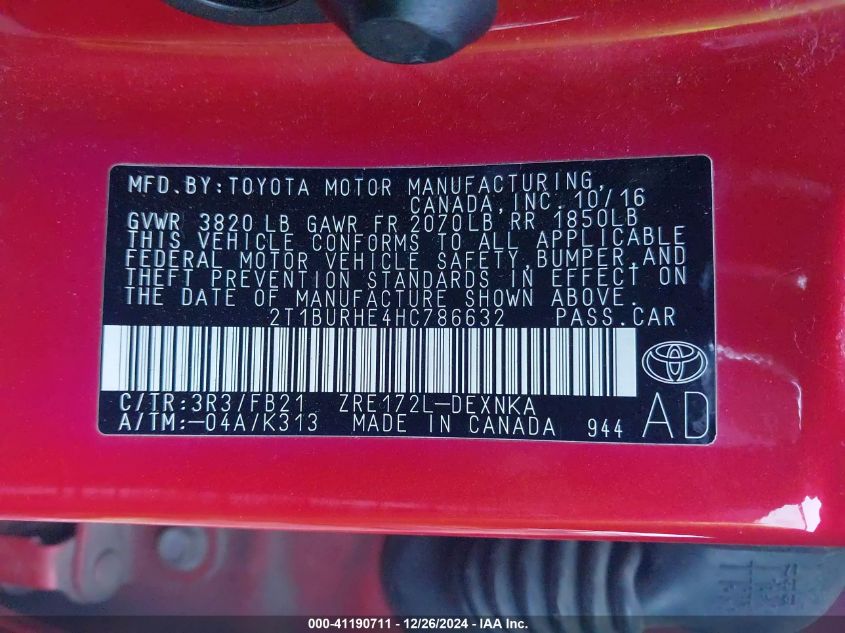 MFD. BY: TOYOTA MOTOR MANUFACTURING,
CANADA, INC. 10/16
GVWR 3820 LB GAWR FR 2070LB RR 1850LB
THIS VEHICLE CONFORMS TO ALL APPLICABLE
FEDERAL MOTOR VEHICLE SAFETY, BUMPER, AND
THEFT PREVENTION STANDARDS IN EFFECT ON
THE DATE OF MANUFACTURE SHOWN ABOVE.
2T1BURHE4HC786632 PASS. CAR
C/TR: 3R3/FB21 ZRE172L-DEXNKA
A/TM: -04A/K313 MADE IN CANADA 944 AD
000-41190711 - 12/26/2024 - IAA Inc.